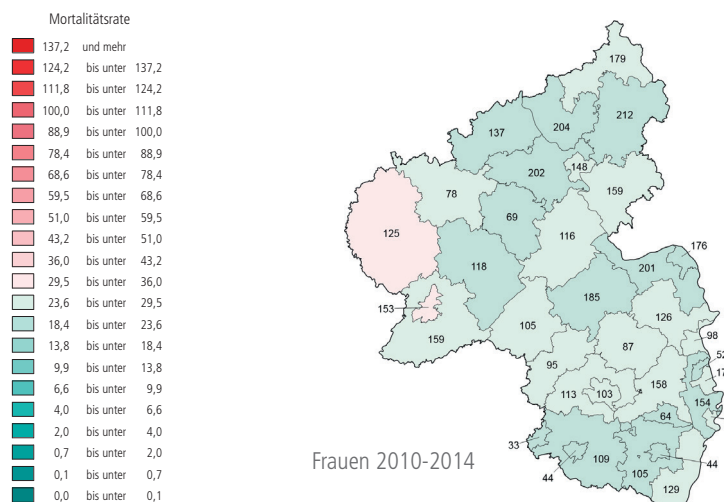 Mortalitätsrate
137,2 und mehr
124,2 bis unter 137,2
111,8 bis unter 124,2
100,0 bis unter 111,8
88,9 bis unter 100,0
78,4 bis unter 88,9
68,6 bis unter 78,4
59,5 bis unter 68,6
51,0 bis unter 59,5
43,2 bis unter 51,0
36,0 bis unter 43,2
29,5 bis unter 36,0
23,6 bis unter 29,5
18,4 bis unter 23,6
13,8 bis unter 18,4
9,9 bis unter 13,8
6,6 bis unter 9,9
4,0 bis unter 6,6
2,0 bis unter 4,0
0,7 bis unter 2,0
0,1 bis unter 0,7
0,0 bis unter 0,1
179
212
204
137
202
148
159
78
69
125
116
118
176
201
185
153
159
105
126
98
87
52
95
113
103
158
154
64
33
44
109
105
44
129
Frauen 2010-2014